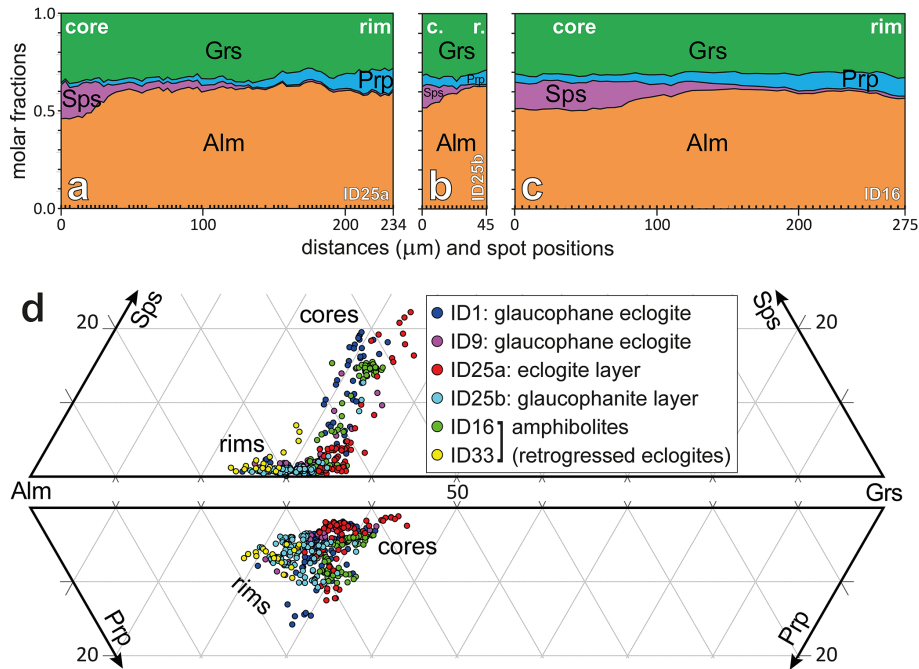 molar fractions
1.0
0.5
0.0
core
rim
Grs
Prp
Sps
Alm
a
ID25a
0
100
200
234
c.
r.
Grs
Prp
Sps
Alm
b
ID25b
0
45
core
rim
Grs
Prp
Sps
Alm
c
ID16
0
100
200
275
distances (μm) and spot positions
d
Sps
20
cores
rims
Sps
20
ID1: glaucophane eclogite
ID9: glaucophane eclogite
ID25a: eclogite layer
ID25b: glaucophanite layer
ID16
amphibolites
ID33
(retrogressed eclogites)
Alm
50
Grs
cores
rims
Prp
20
Prp
20